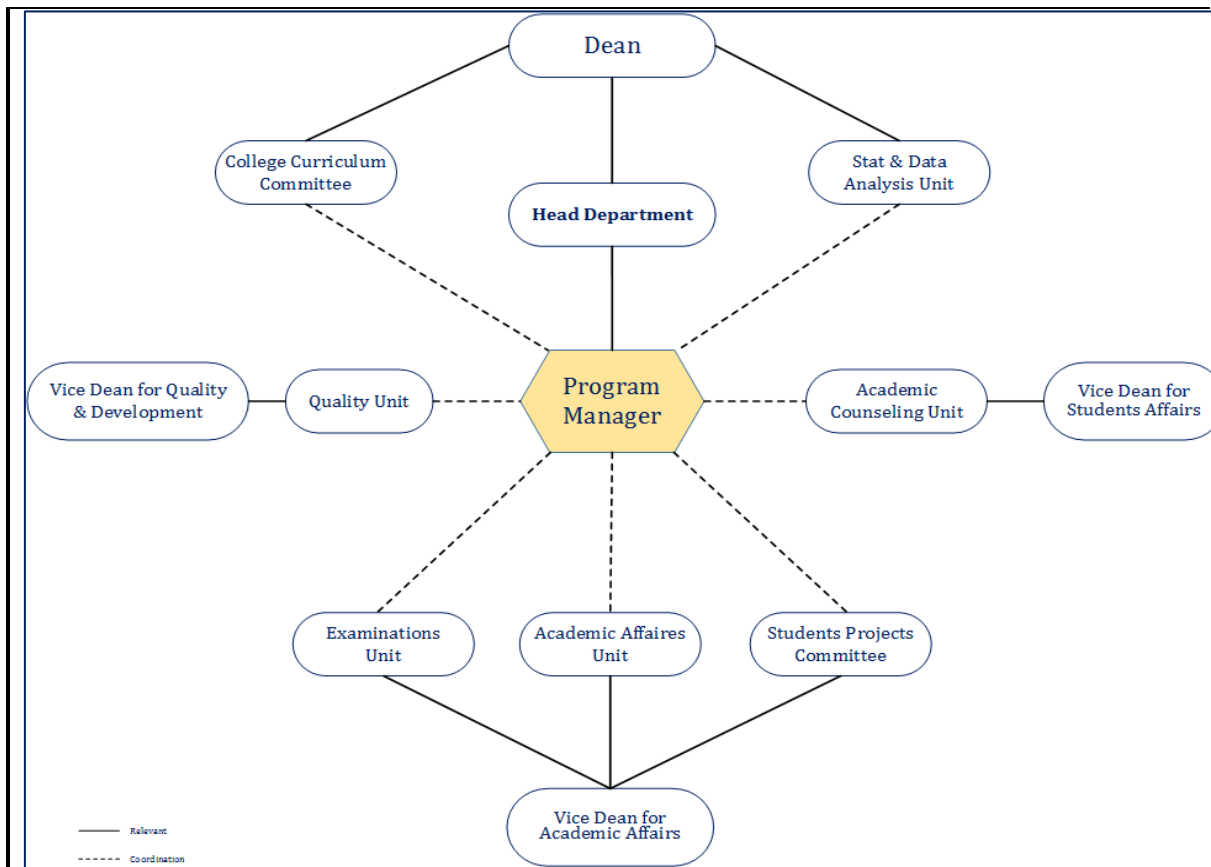 Dean
College Curriculum
Committee
Stat & Data
Analysis Unit
Head Department
Vice Dean for Quality
& Development
Quality Unit
Program
Manager
Academic
Counseling Unit
Vice Dean for
Students Affairs
Examinations
Unit
Academic Affaires
Unit
Students Projects
Committee
Vice Dean for
Academic Affairs
Relevant
Coordination